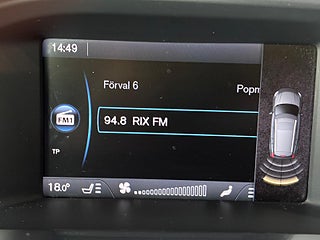 14:49
Förval 6 Popm
FM1
94.8 RIX FM
TP
18.0°